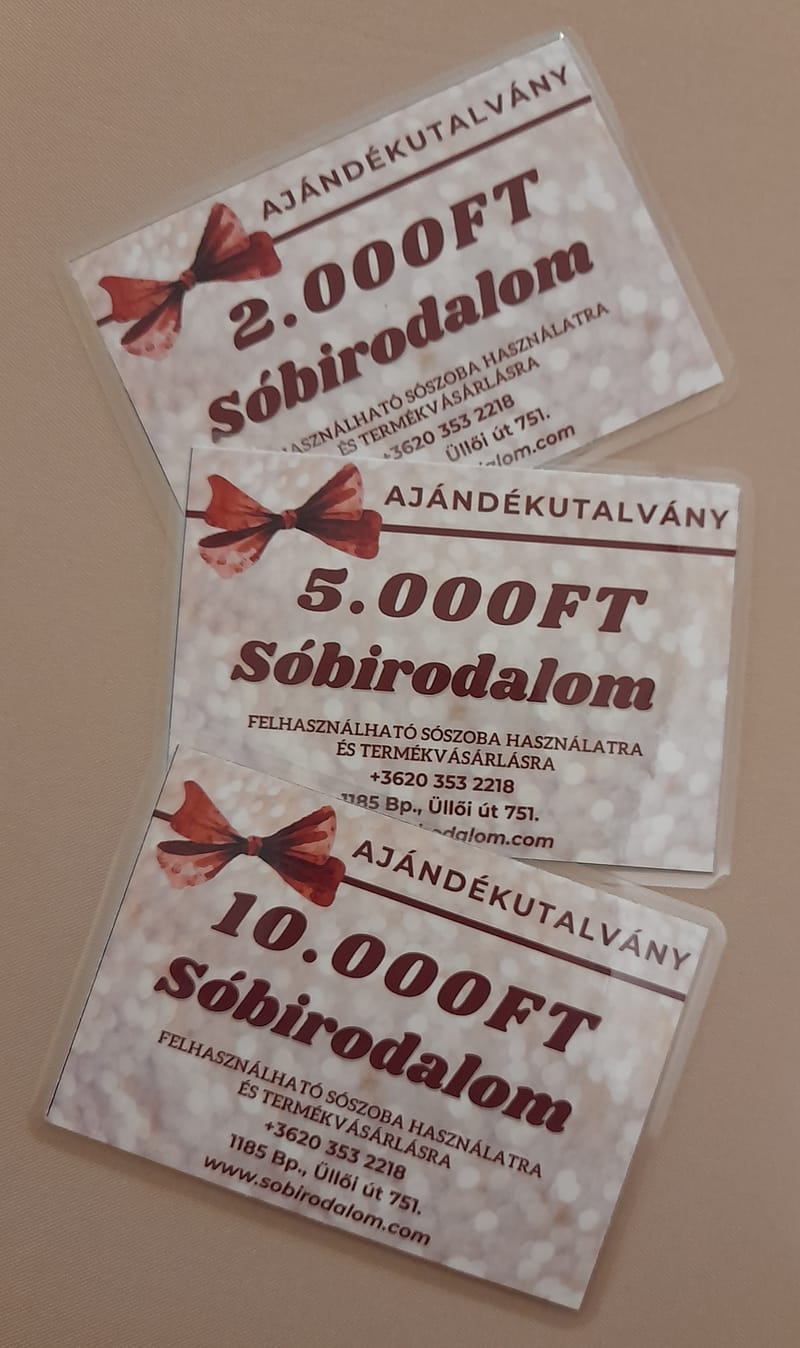 AJÁNDÉKUTALVÁNY
2.000FT
Sóbirodalom
SÓSZOBA HASZNÁLATRA
ÉS TERMÉKVÁSÁRLÁSRA
+3620 353 2218
Üllői út 751.
AJÁNDÉKUTALVÁNY
5.000FT
Sóbirodalom
FELHASZNÁLHATÓ SÓSZOBA HASZNÁLATRA
ÉS TERMÉKVÁSÁRLÁSRA
+3620 353 2218
1185 Bp., Üllői út 751.
AJÁNDÉKUTALVÁNY
10.000FT
Sóbirodalom
FELHASZNÁLHATÓ SÓSZOBA HASZNÁLATRA
ÉS TERMÉKVÁSÁRLÁSRA
+3620 353 2218
1185 Bp., Üllői út 751.
www.sobirodalom.com